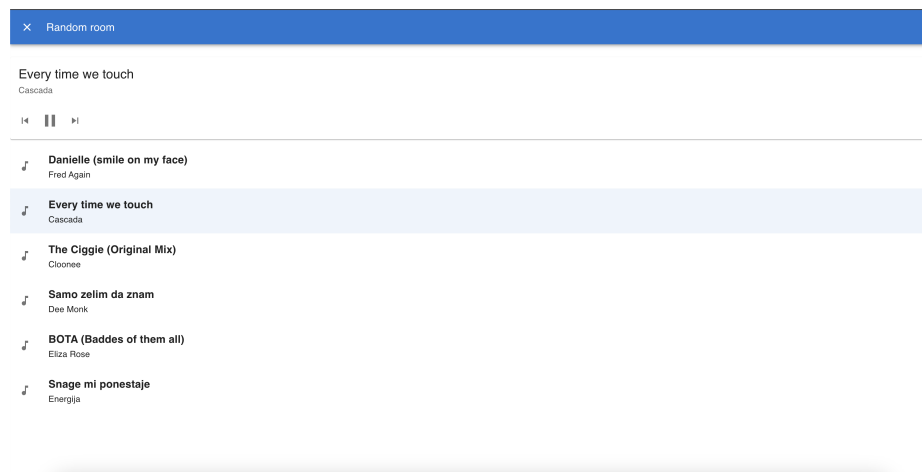 Random room
Every time we touch
Cascada
Danielle (smile on my face)
Fred Again
Every time we touch
Cascada
The Ciggie (Original Mix)
Cloonee
Samo zelim da znam
Dee Monk
BOTA (Baddes of them all)
Eliza Rose
Snage mi ponestaje
Energija